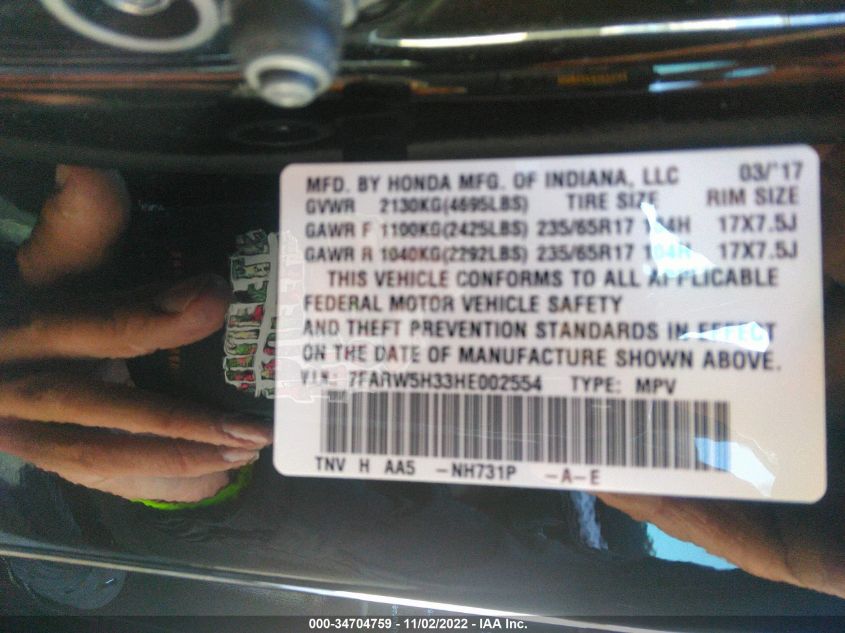 MFD. BY HONDA MFG. OF INDIANA, LLC 03/'17
GVWR 2130KG(4695LBS) TIRE SIZE RIM SIZE
GAWR F 1100KG(2425LBS) 235/65R17 104H 17X7.5J
GAWR R 1040KG(2292LBS) 235/65R17 104H 17X7.5J
THIS VEHICLE CONFORMS TO ALL APPLICABLE
FEDERAL MOTOR VEHICLE SAFETY
AND THEFT PREVENTION STANDARDS IN EFFECT
ON THE DATE OF MANUFACTURE SHOWN ABOVE.
V.I.N: 7FARW5H33HE002554 TYPE: MPV
TNV H AA5 -NH731P -A-E
000-34704759 - 11/02/2022 - IAA Inc.